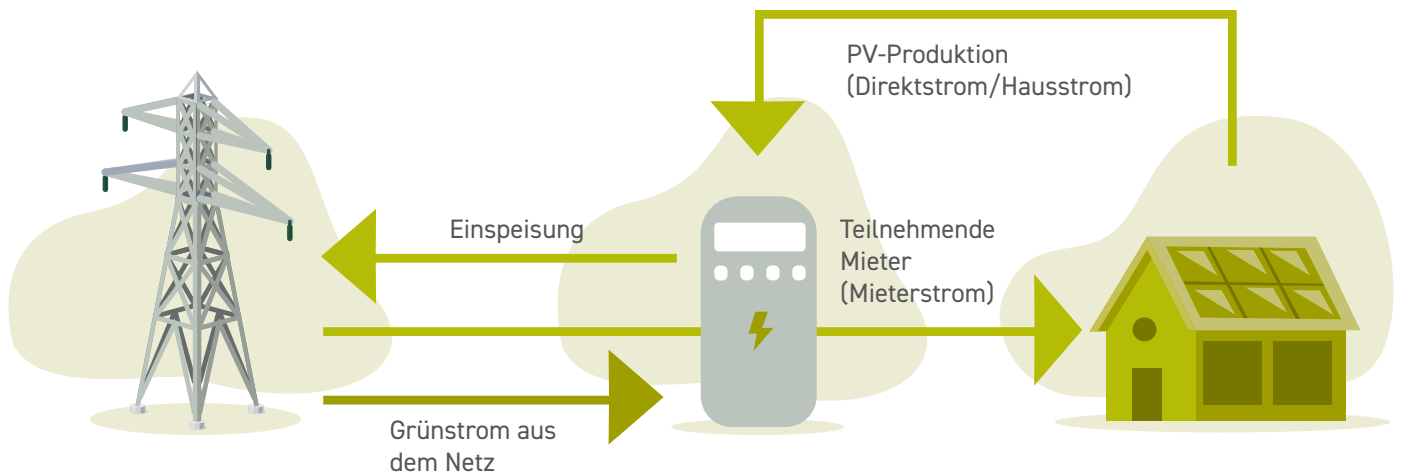 PV-Produktion
(Direktstrom/Hausstrom)
Einspeisung
Teilnehmende
Mieter
(Mieterstrom)
Grünstrom aus
dem Netz